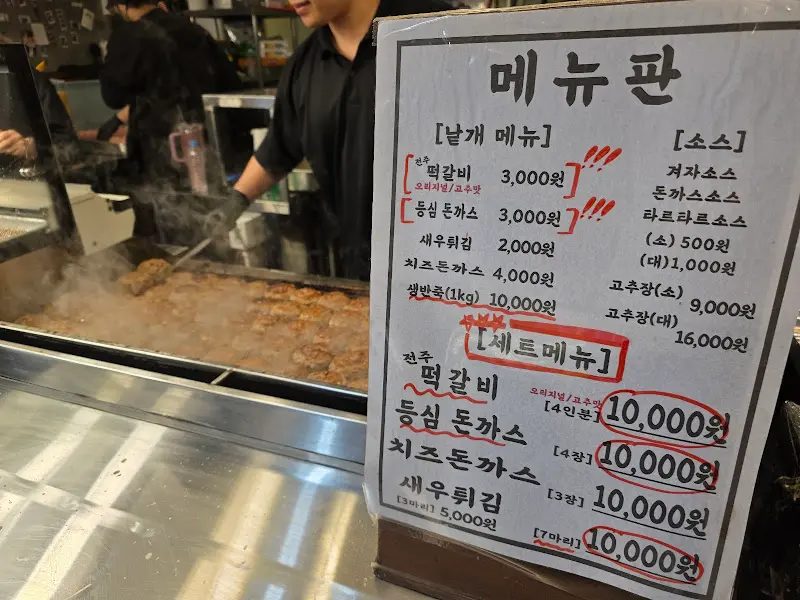 메뉴판
[낱개 메뉴]
전주
떡갈비 3,000원 !!!
오리지널/고추맛
등심 돈까스 3,000원 !!!
새우튀김 2,000원
치즈돈까스 4,000원
생반죽(1kg) 10,000원
[소스]
겨자소스
돈까스소스
타르타르소스
(소) 500원
(대) 1,000원
고추장(소)
9,000원
고추장(대)
16,000원
[세트메뉴]
전주
떡갈비 오리지널/고추맛 [4인분] 10,000원
등심 돈까스 [4장] 10,000원
치즈돈까스 [3장] 10,000원
새우튀김 [7마리] 10,000원
[3마리] 5,000원